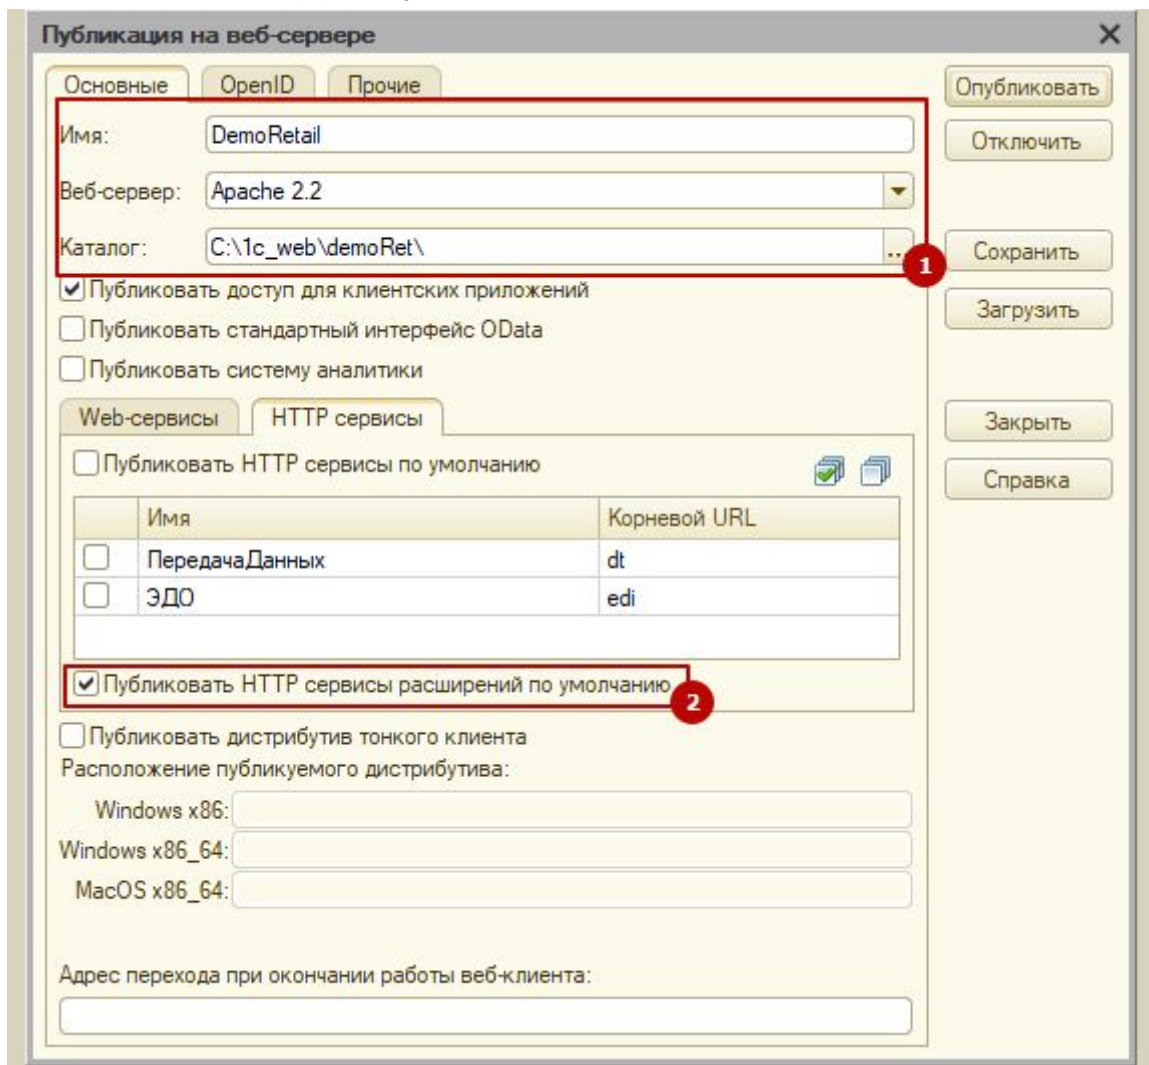 Публикация на веб-сервере
Основные OpenID Прочие
Опубликовать
Имя: DemoRetail
Отключить
Веб-сервер: Apache 2.2
Каталог: C:\1c_web\demoRet\ ...
1
Сохранить
Публиковать доступ для клиентских приложений
Загрузить
Публиковать стандартный интерфейс OData
Публиковать систему аналитики
Web-сервисы HTTP сервисы
Закрыть
Публиковать HTTP сервисы по умолчанию
Справка
Имя Корневой URL
ПередачаДанных dt
ЭДО edi
Публиковать HTTP сервисы расширений по умолчанию
2
Публиковать дистрибутив тонкого клиента
Расположение публикуемого дистрибутива:
Windows x86:
Windows x86_64:
MacOS x86_64:
Адрес перехода при окончании работы веб-клиента: